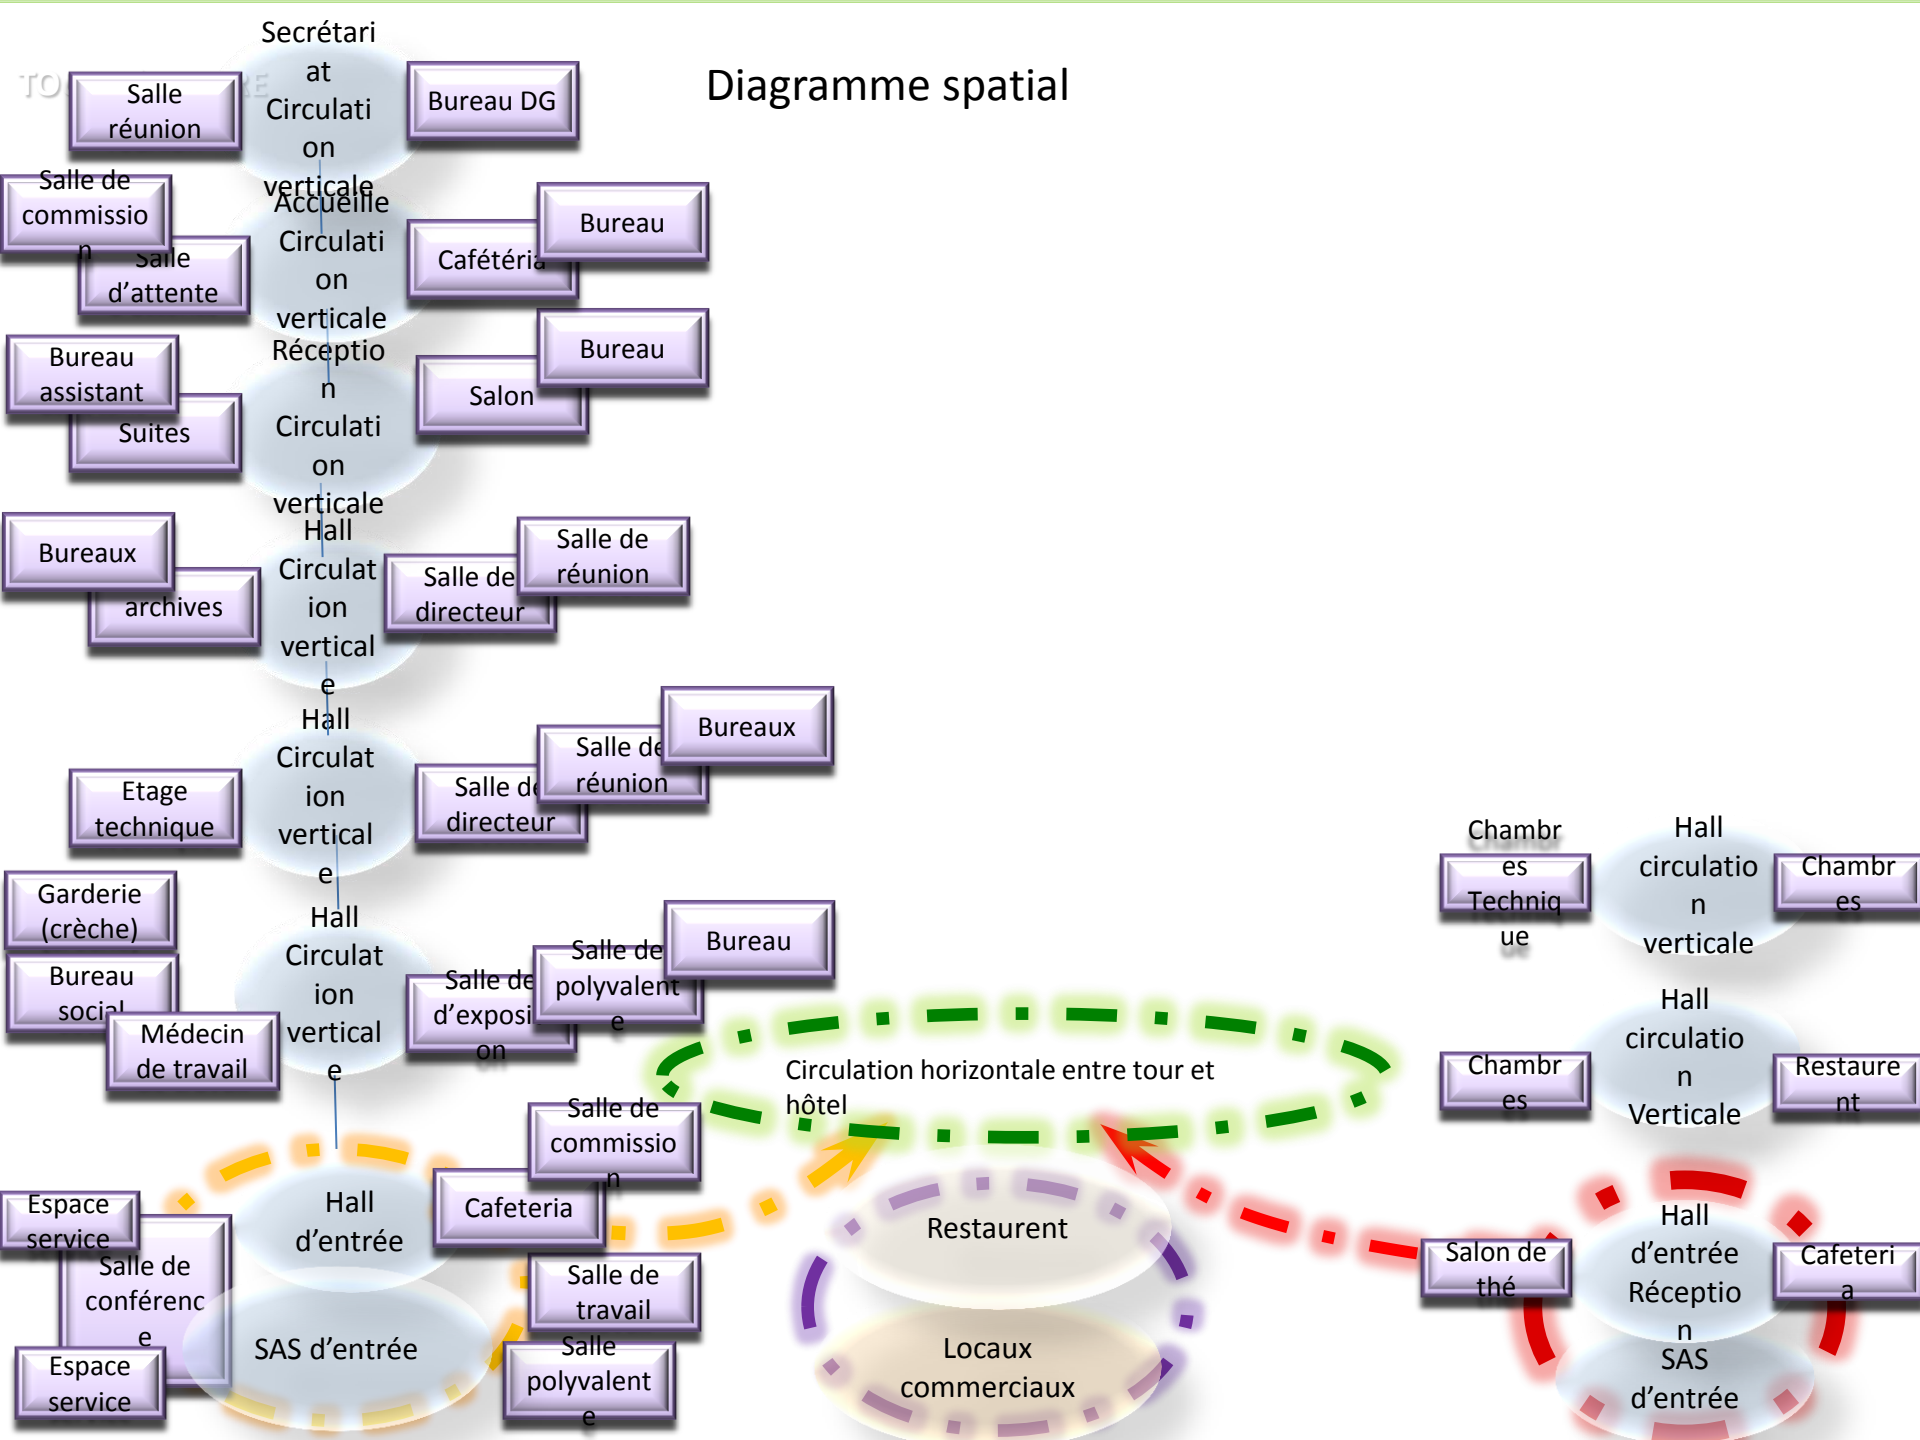 Diagramme spatial
Secrétari
at
Circulati
on
verticale
Salle
réunion
Bureau DG
Salle de
commissio
n
Salle
d'attente
Accueille
Circulati
on
verticale
Cafétéria
Bureau
Bureau
assistant
Suites
Réceptio
n
Circulati
on
verticale
Salon
Bureau
Bureaux
archives
Hall
Circulat
ion
vertical
e
Salle de
directeur
Salle de
réunion
Etage
technique
Hall
Circulat
ion
vertical
e
Salle de
directeur
Salle de
réunion
Bureaux
Garderie
(crèche)
Bureau
social
Médecin
de travail
Hall
Circulat
ion
vertical
e
Salle de
d'exposi
on
Salle de
polyvalent
e
Bureau
Circulation horizontale entre tour et
hôtel
Espace
service
Salle de
conférenc
e
Espace
service
Hall
d'entrée
SAS d'entrée
Salle de
commissio
n
Cafeteria
Salle de
travail
Salle
polyvalent
e
Restaurent
Locaux
commerciaux
Chambr
es
Techniq
ue
Hall
circulatio
n
verticale
Chambr
es
Chambr
es
Hall
circulatio
n
Verticale
Restaure
nt
Salon de
thé
Hall
d'entrée
Réceptio
n
Cafeteri
a
SAS
d'entrée